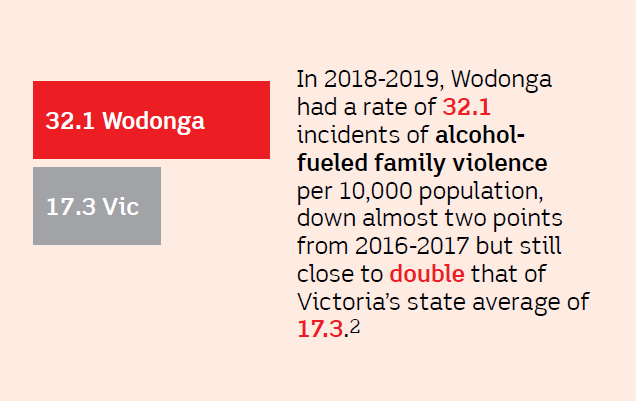 32.1 Wodonga
17.3 Vic
In 2018-2019, Wodonga
had a rate of 32.1
incidents of alcohol-
fueled family violence
per 10,000 population,
down almost two points
from 2016-2017 but still
close to double that of
Victoria’s state average of
17.3.2